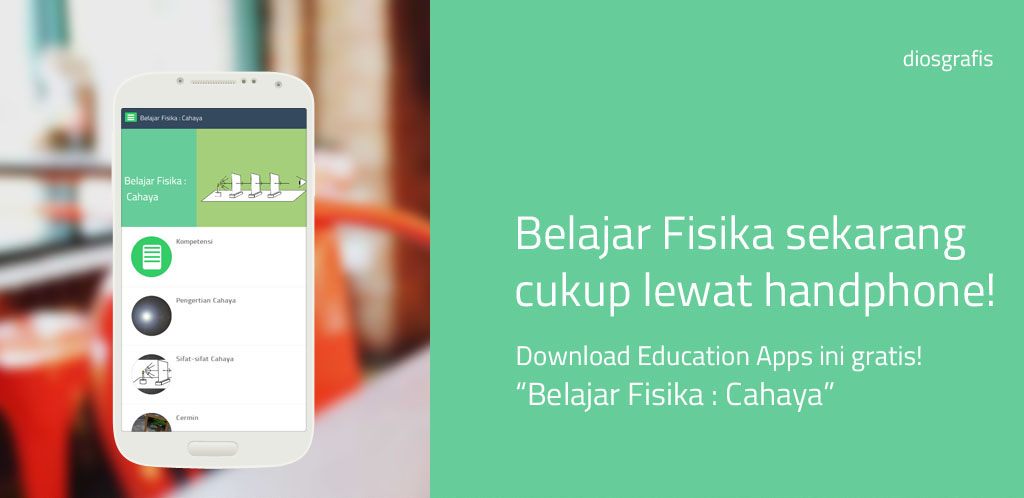 Belajar Fisika : Cahaya
Belajar Fisika :
Cahaya
Kompetensi
Pengertian Cahaya
Sifat-sifat Cahaya
Cermin
diosgrafis
Belajar Fisika sekarang
cukup lewat handphone!
Download Education Apps ini gratis!
“Belajar Fisika : Cahaya”